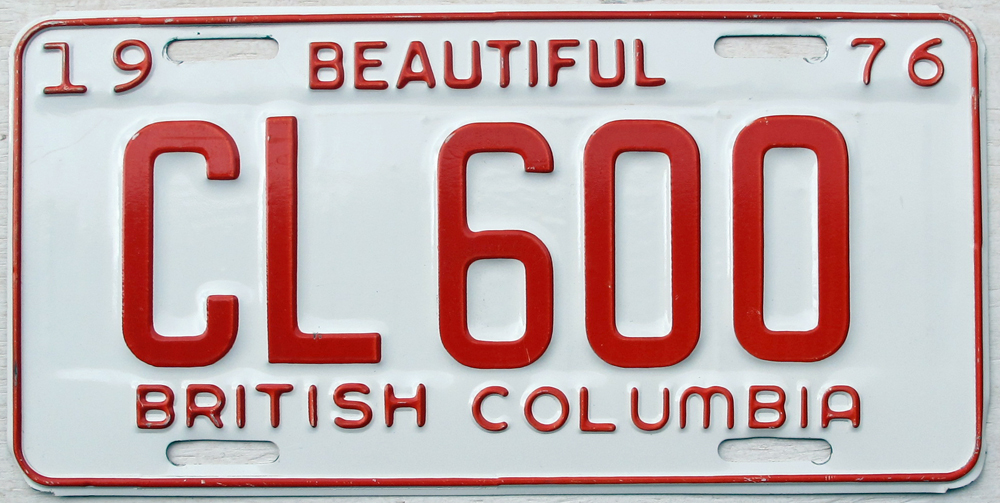 19 BEAUTIFUL 76
CL 600
BRITISH COLUMBIA